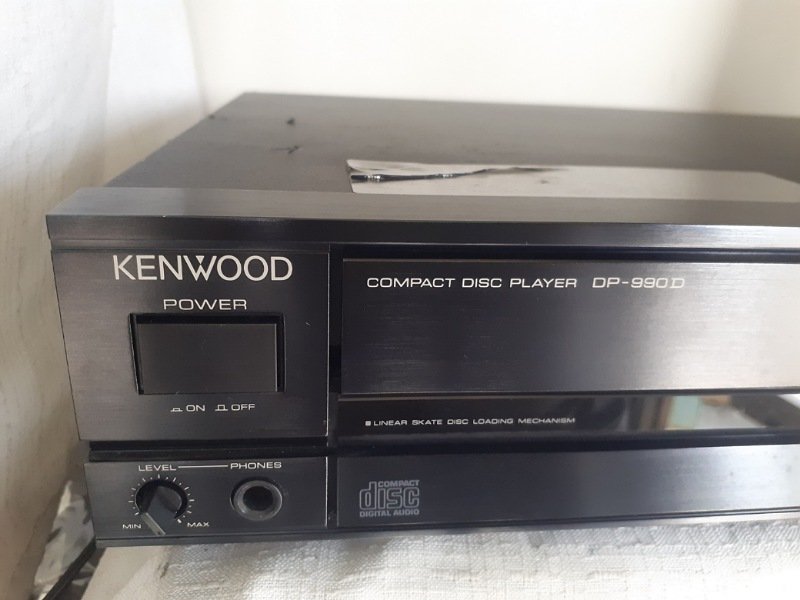 KENWOOD
POWER
ON OFF
COMPACT DISC PLAYER DP-990D
LINEAR SKATE DISC LOADING MECHANISM
LEVEL PHONES
MIN MAX
COMPACT
disc
DIGITAL AUDIO